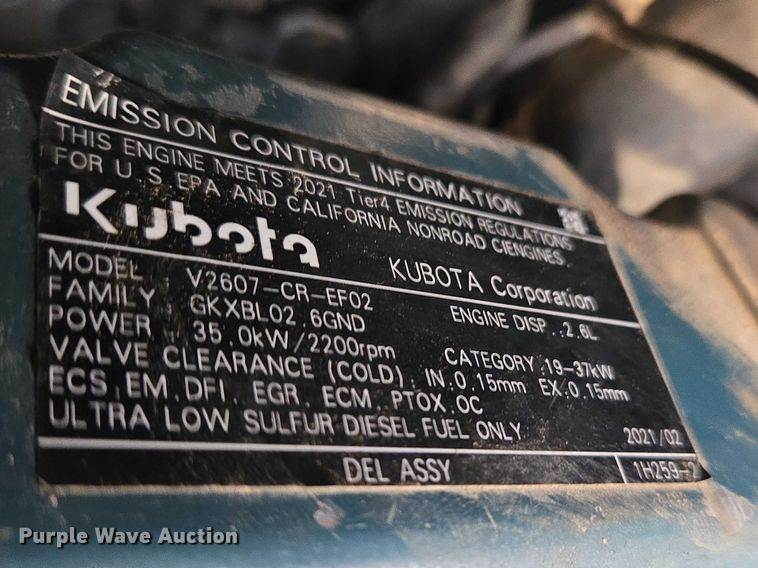 EMISSION CONTROL INFORMATION
THIS ENGINE MEETS 2021 Tier4 EMISSION REGULATIONS
FOR U.S EPA AND CALIFORNIA NONROAD CIENGINES.
Kubota KUBOTA Corporation
MODEL V2607-CR-EF02 ENGINE DISP.:2.6L
FAMILY GKXBL02.6GND
POWER 35.0kW/2200rpm CATEGORY:19-37kW
VALVE CLEARANCE (COLD) IN:0.15mm EX:0.15mm
ECS:EM.DFI. EGR. ECM. PTOX.OC
ULTRA LOW SULFUR DIESEL FUEL ONLY 2021/02
DEL ASSY 1H259-2
Purple Wave Auction